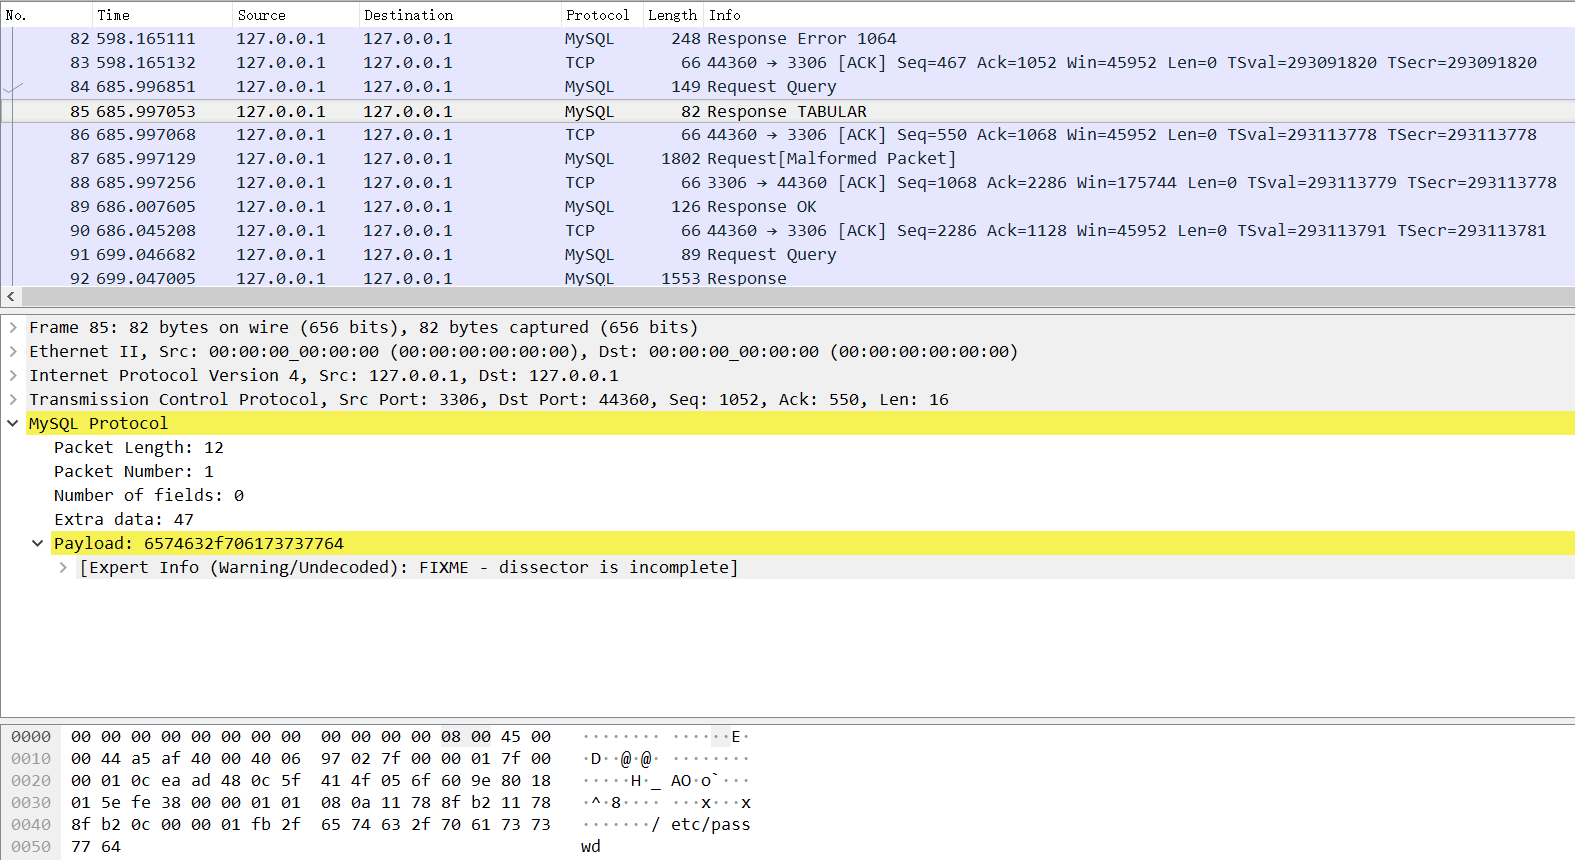 No. Time Source Destination Protocol Length Info
82 598.165111 127.0.0.1 127.0.0.1 MySQL 248 Response Error 1064
83 598.165132 127.0.0.1 127.0.0.1 TCP 66 44360 → 3306 [ACK] Seq=467 Ack=1052 Win=45952 Len=0 TSval=293091820 TSecr=293091820
84 685.996851 127.0.0.1 127.0.0.1 MySQL 149 Request Query
85 685.997053 127.0.0.1 127.0.0.1 MySQL 82 Response TABULAR
86 685.997068 127.0.0.1 127.0.0.1 TCP 66 44360 → 3306 [ACK] Seq=550 Ack=1068 Win=45952 Len=0 TSval=293113778 TSecr=293113778
87 685.997129 127.0.0.1 127.0.0.1 MySQL 1802 Request[Malformed Packet]
88 685.997256 127.0.0.1 127.0.0.1 TCP 66 3306 → 44360 [ACK] Seq=1068 Ack=2286 Win=175744 Len=0 TSval=293113779 TSecr=293113778
89 686.007605 127.0.0.1 127.0.0.1 MySQL 126 Response OK
90 686.045208 127.0.0.1 127.0.0.1 TCP 66 44360 → 3306 [ACK] Seq=2286 Ack=1128 Win=45952 Len=0 TSval=293113791 TSecr=293113781
91 699.046682 127.0.0.1 127.0.0.1 MySQL 89 Request Query
92 699.047005 127.0.0.1 127.0.0.1 MySQL 1553 Response
Frame 85: 82 bytes on wire (656 bits), 82 bytes captured (656 bits)
Ethernet II, Src: 00:00:00_00:00:00 (00:00:00:00:00:00), Dst: 00:00:00_00:00:00 (00:00:00:00:00:00)
Internet Protocol Version 4, Src: 127.0.0.1, Dst: 127.0.0.1
Transmission Control Protocol, Src Port: 3306, Dst Port: 44360, Seq: 1052, Ack: 550, Len: 16
MySQL Protocol
Packet Length: 12
Packet Number: 1
Number of fields: 0
Extra data: 47
Payload: 6574632f706173737764
[Expert Info (Warning/Undecoded): FIXME - dissector is incomplete]
0000 00 00 00 00 00 00 00 00 00 00 00 00 08 00 45 00 ········ ······E·
0010 00 44 a5 af 40 00 40 06 97 02 7f 00 00 01 7f 00 ·D··@·@· ········
0020 00 01 0c ea ad 48 0c 5f 41 4f 05 6f 60 9e 80 18 ·····H·_ AO·o`···
0030 01 5e fe 38 00 00 01 01 08 0a 11 78 8f b2 11 78 ·^·8···· ···x···x
0040 8f b2 0c 00 00 01 fb 2f 65 74 63 2f 70 61 73 73 ·······/ etc/pass
0050 77 64 wd